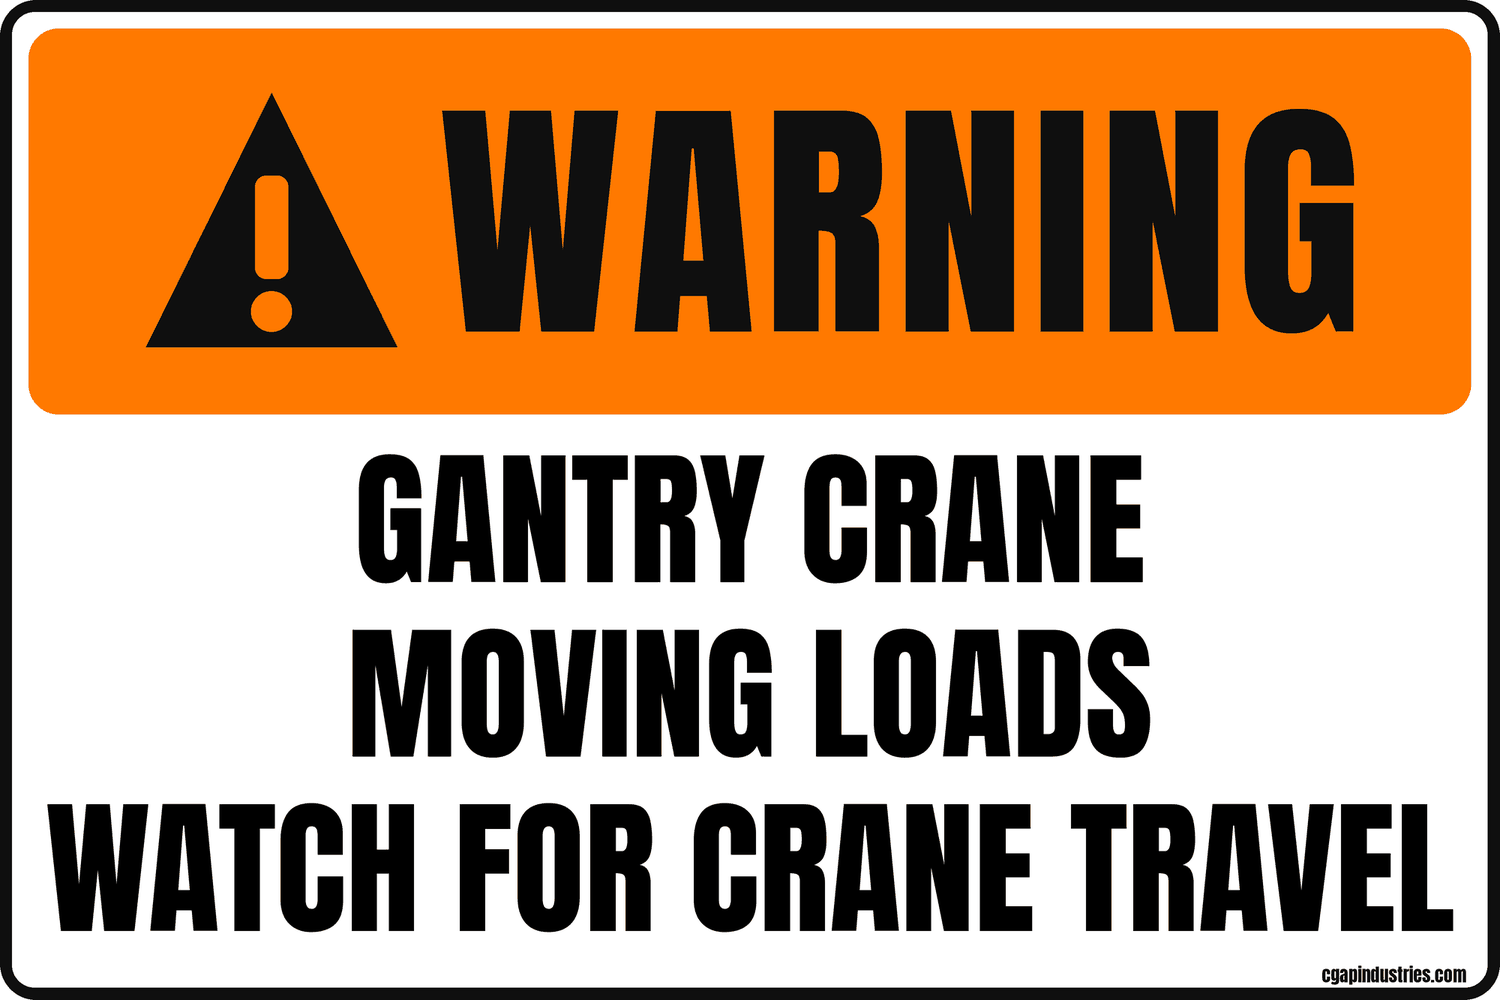 WARNING
GANTRY CRANE
MOVING LOADS
WATCH FOR CRANE TRAVEL
cgapindustries.com